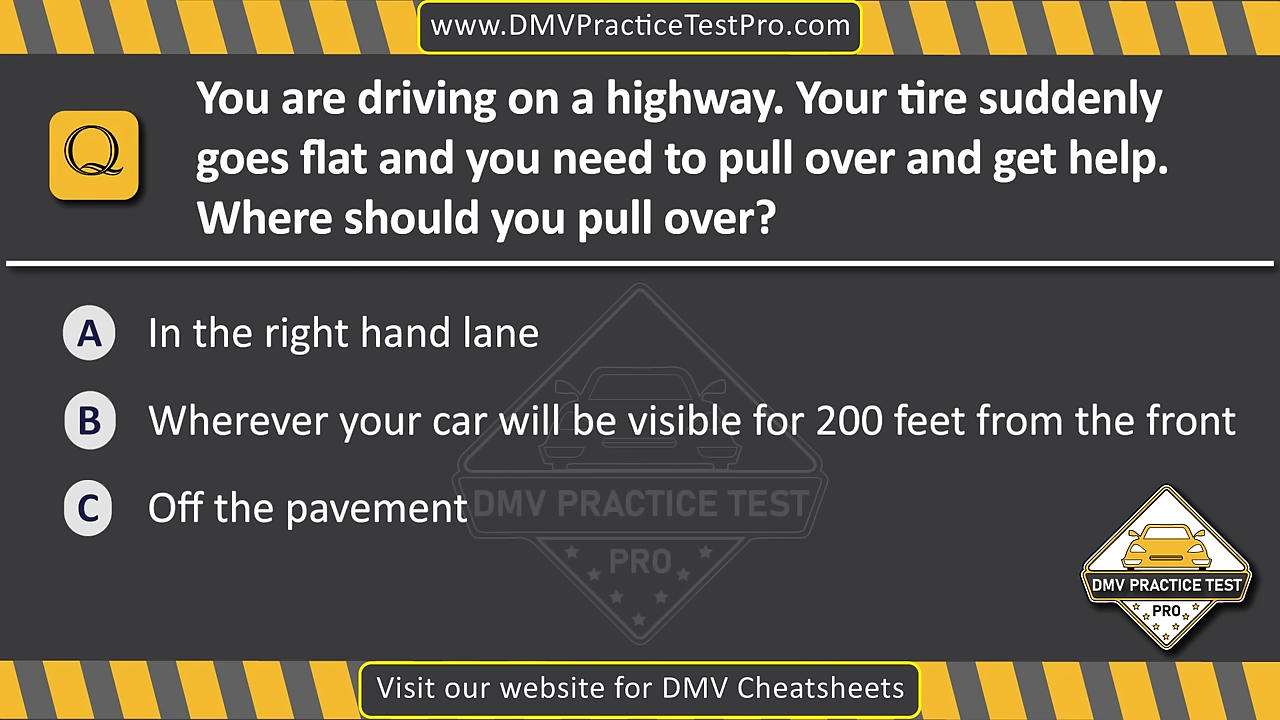 www.DMVPracticeTestPro.com
Q
You are driving on a highway. Your tire suddenly
goes flat and you need to pull over and get help.
Where should you pull over?
A In the right hand lane
B Wherever your car will be visible for 200 feet from the front
C Off the pavement
DMV PRACTICE TEST
PRO
DMV PRACTICE TEST
PRO
Visit our website for DMV Cheatsheets